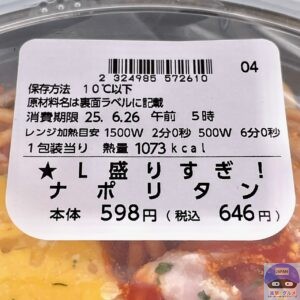 2 324985 572610
04
保存方法 10℃以下
原材料名は裏面ラベルに記載
消費期限 25. 6.26 午前 5時
レンジ加熱目安 1500W 2分0秒 500W 6分0秒
1包装当り 熱量 1073kcal
★L盛りすぎ!
ナポリタン
本体 598円 (税込 646円)